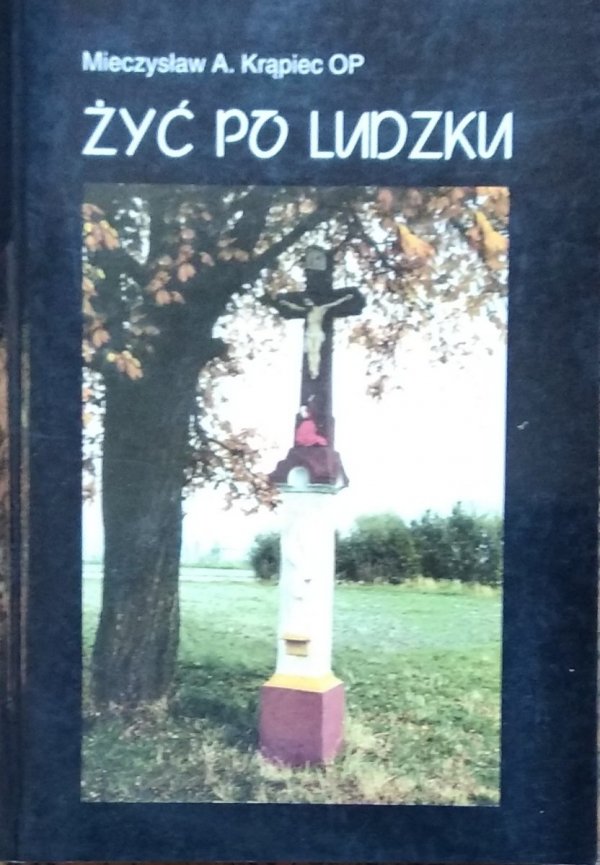 Mieczysław A. Krąpiec OP
ŻYĆ PO LUDZKU